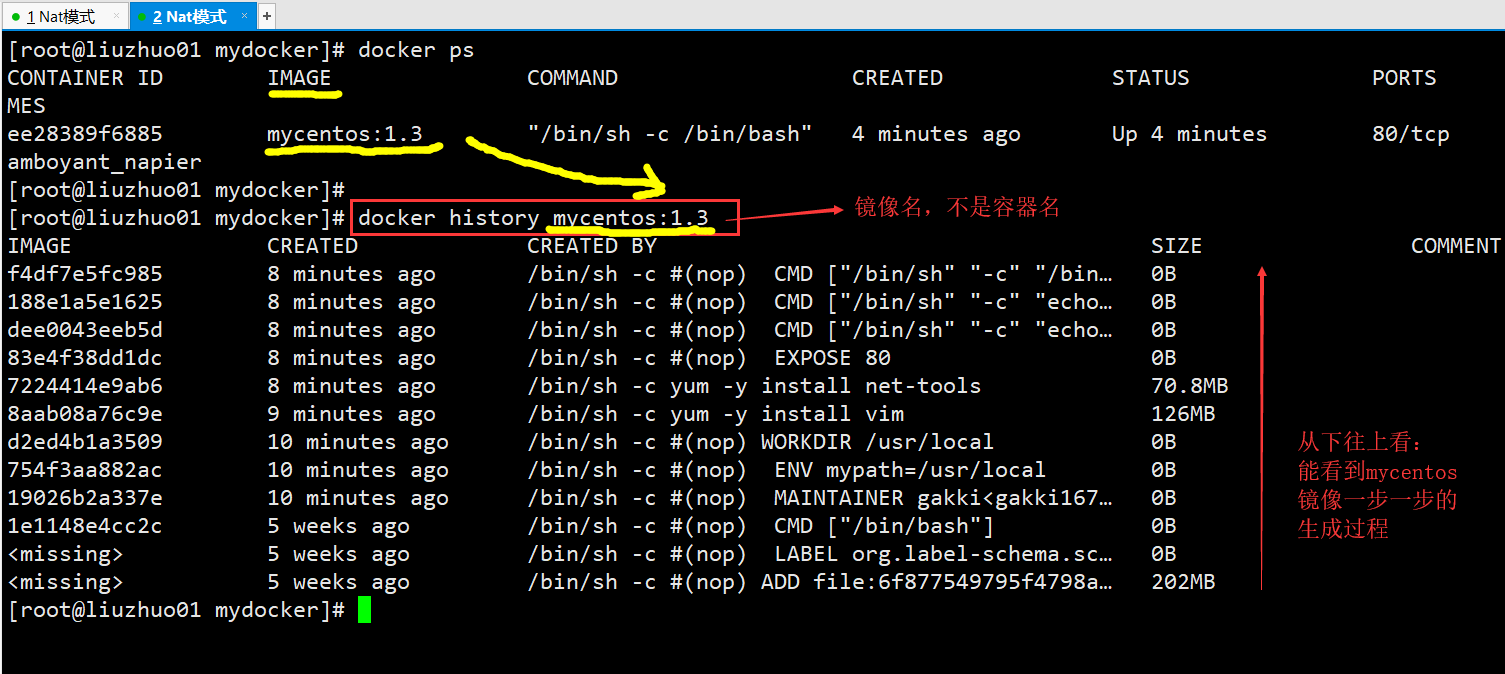 1 Nat模式 × 2 Nat模式 × +
[root@liuzhuo01 mydocker]# docker ps
CONTAINER ID IMAGE COMMAND CREATED STATUS PORTS
MES
ee28389f6885 mycentos:1.3 "/bin/sh -c /bin/bash" 4 minutes ago Up 4 minutes 80/tcp
amboyant_napier
[root@liuzhuo01 mydocker]#
[root@liuzhuo01 mydocker]# docker history mycentos:1.3
镜像名，不是容器名
IMAGE CREATED CREATED BY SIZE COMMENT
f4df7e5fc985 8 minutes ago /bin/sh -c #(nop) CMD ["/bin/sh" "-c" "/bin… 0B
188e1a5e1625 8 minutes ago /bin/sh -c #(nop) CMD ["/bin/sh" "-c" "echo… 0B
dee0043eeb5d 8 minutes ago /bin/sh -c #(nop) CMD ["/bin/sh" "-c" "echo… 0B
83e4f38dd1dc 8 minutes ago /bin/sh -c #(nop) EXPOSE 80 0B
7224414e9ab6 8 minutes ago /bin/sh -c yum -y install net-tools 70.8MB
8aab08a76c9e 9 minutes ago /bin/sh -c yum -y install vim 126MB
d2ed4b1a3509 10 minutes ago /bin/sh -c #(nop) WORKDIR /usr/local 0B
754f3aa882ac 10 minutes ago /bin/sh -c #(nop) ENV mypath=/usr/local 0B
19026b2a337e 10 minutes ago /bin/sh -c #(nop) MAINTAINER gakki<gakki167… 0B
1e1148e4cc2c 5 weeks ago /bin/sh -c #(nop) CMD ["/bin/bash"] 0B
<missing> 5 weeks ago /bin/sh -c #(nop) LABEL org.label-schema.sc… 0B
<missing> 5 weeks ago /bin/sh -c #(nop) ADD file:6f877549795f4798a… 202MB
从下往上看：
能看到mycentos
镜像一步一步的
生成过程
[root@liuzhuo01 mydocker]#